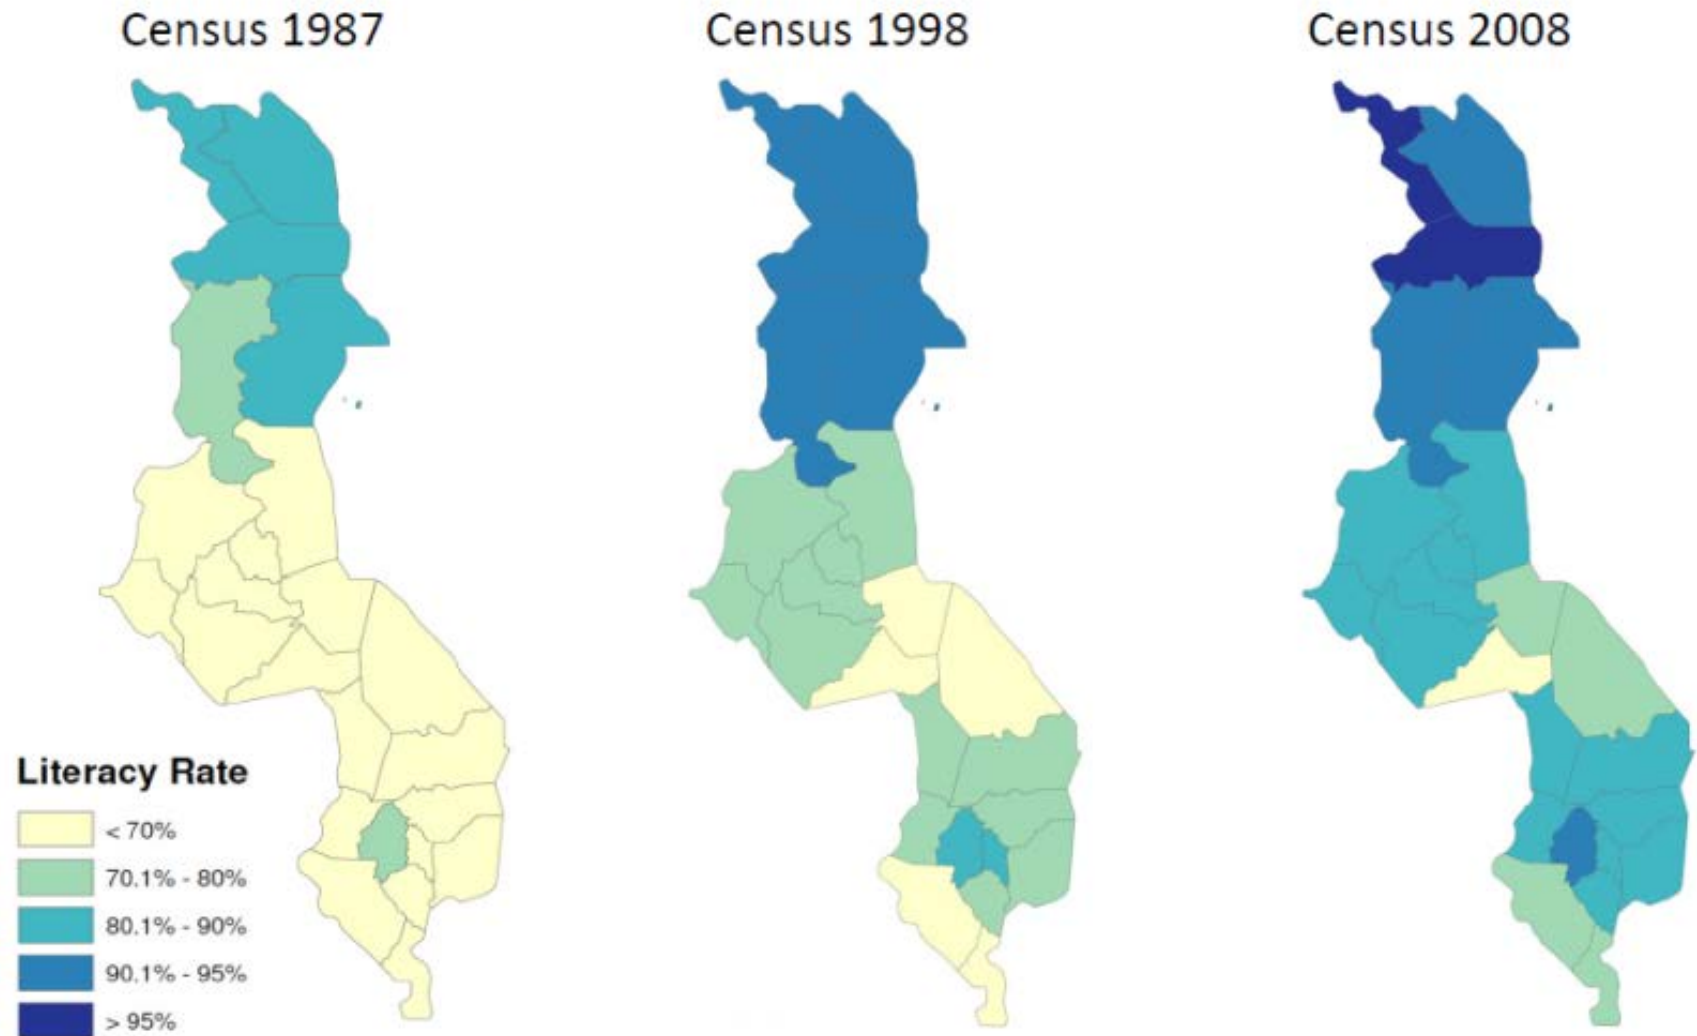 Census 1987
Census 1998
Census 2008
Literacy Rate
< 70%
70.1% - 80%
80.1% - 90%
90.1% - 95%
> 95%